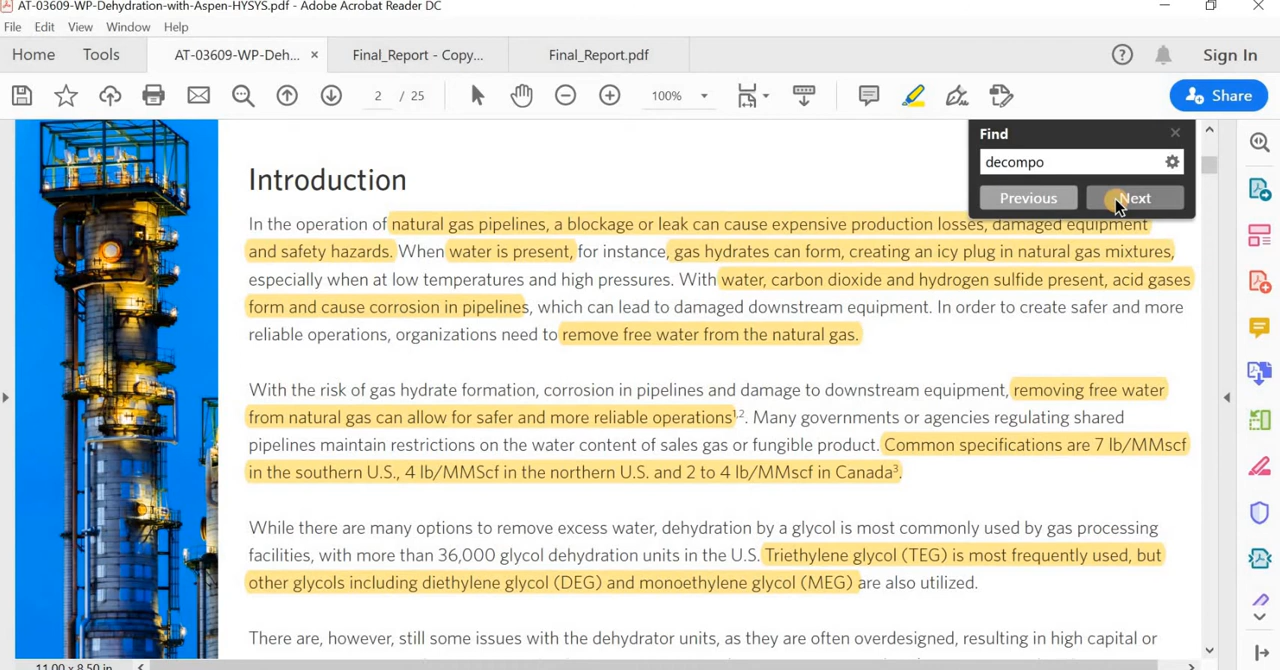 AT-03609-WP-Dehydration-with-Aspen-HYSYS.pdf - Adobe Acrobat Reader DC
File Edit View Window Help
Home Tools AT-03609-WP-Deh... × Final_Report - Copy... Final_Report.pdf Sign In
2 / 25 100% Share
Find
decompo
Previous Next
Introduction
In the operation of natural gas pipelines, a blockage or leak can cause expensive production losses, damaged equipment
and safety hazards. When water is present, for instance, gas hydrates can form, creating an icy plug in natural gas mixtures,
especially when at low temperatures and high pressures. With water, carbon dioxide and hydrogen sulfide present, acid gases
form and cause corrosion in pipelines, which can lead to damaged downstream equipment. In order to create safer and more
reliable operations, organizations need to remove free water from the natural gas.
With the risk of gas hydrate formation, corrosion in pipelines and damage to downstream equipment, removing free water
from natural gas can allow for safer and more reliable operations¹,². Many governments or agencies regulating shared
pipelines maintain restrictions on the water content of sales gas or fungible product. Common specifications are 7 lb/MMscf
in the southern U.S., 4 lb/MMScf in the northern U.S. and 2 to 4 lb/MMscf in Canada³.
While there are many options to remove excess water, dehydration by a glycol is most commonly used by gas processing
facilities, with more than 36,000 glycol dehydration units in the U.S. Triethylene glycol (TEG) is most frequently used, but
other glycols including diethylene glycol (DEG) and monoethylene glycol (MEG) are also utilized.
There are, however, still some issues with the dehydrator units, as they are often overdesigned, resulting in high capital or
11.00 x 8.50 in